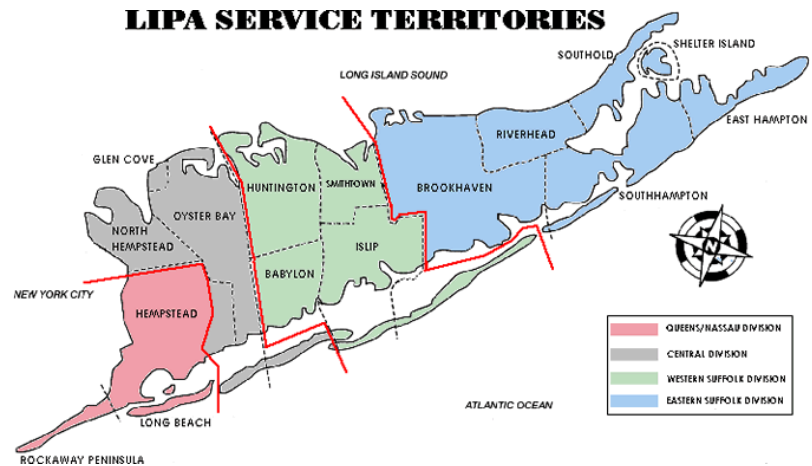 LIPA SERVICE TERRITORIES
SHELTER ISLAND
SOUTHOLD
LONG ISLAND SOUND
RIVERHEAD
EAST HAMPTON
GLEN COVE
HUNTINGTON
SMITHTOWN
BROOKHAVEN
SOUTHHAMPTON
OYSTER BAY
NORTH
HEMPSTEAD
ISLIP
N
BABYLON
NEW YORK CITY
HEMPSTEAD
QUEENS/NASSAU DIVISION
CENTRAL DIVISION
WESTERN SUFFOLK DIVISION
EASTERN SUFFOLK DIVISION
ATLANTIC OCEAN
LONG BEACH
ROCKAWAY PENINSULA